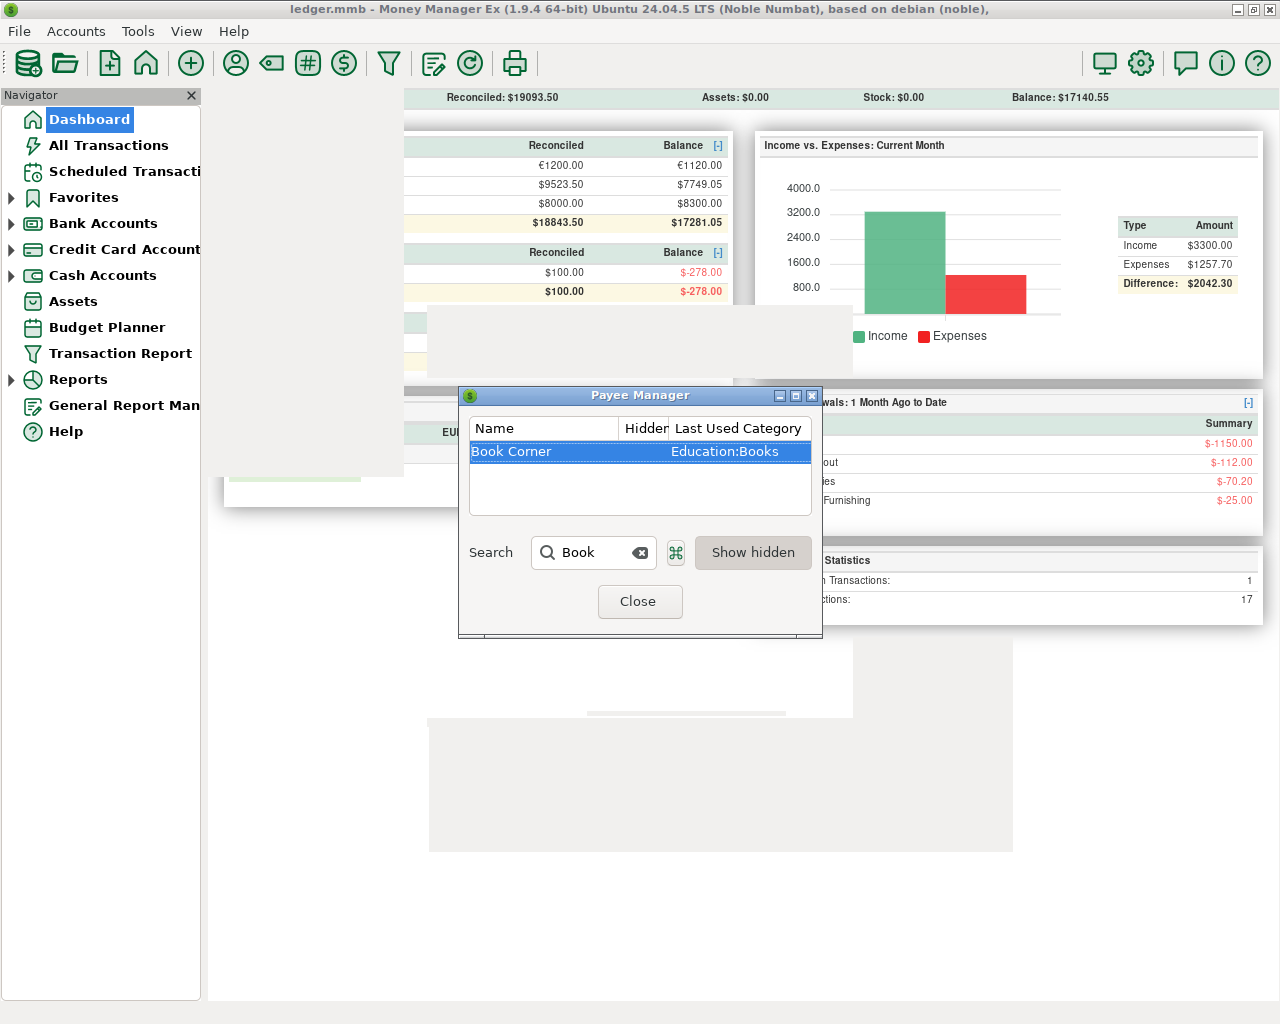 ledger.mmb - Money Manager Ex (1.9.4 64-bit) Ubuntu 24.04.5 LTS (Noble Numbat), based on debian (noble),
File Accounts Tools View Help
Navigator
Dashboard
All Transactions
Scheduled Transacti
Favorites
Bank Accounts
Credit Card Account
Cash Accounts
Assets
Budget Planner
Transaction Report
Reports
General Report Man
Help
Reconciled: $19093.50 Assets: $0.00 Stock: $0.00 Balance: $17140.55
Reconciled Balance [-]
€1200.00 €1120.00
$9523.50 $7749.05
$8000.00 $8300.00
$18843.50 $17281.05
Reconciled Balance [-]
$100.00 $-278.00
$100.00 $-278.00
Income vs. Expenses: Current Month
4000.0
3200.0
2400.0
1600.0
800.0
Income Expenses
Type Amount
Income $3300.00
Expenses $1257.70
Difference: $2042.30
EU
wals: 1 Month Ago to Date [-]
Summary
$-1150.00
out $-112.00
ies $-70.20
Furnishing $-25.00
Statistics
n Transactions: 1
ctions: 17
Payee Manager
Name Hidden Last Used Category
Book Corner Education:Books
Search Book Show hidden
Close